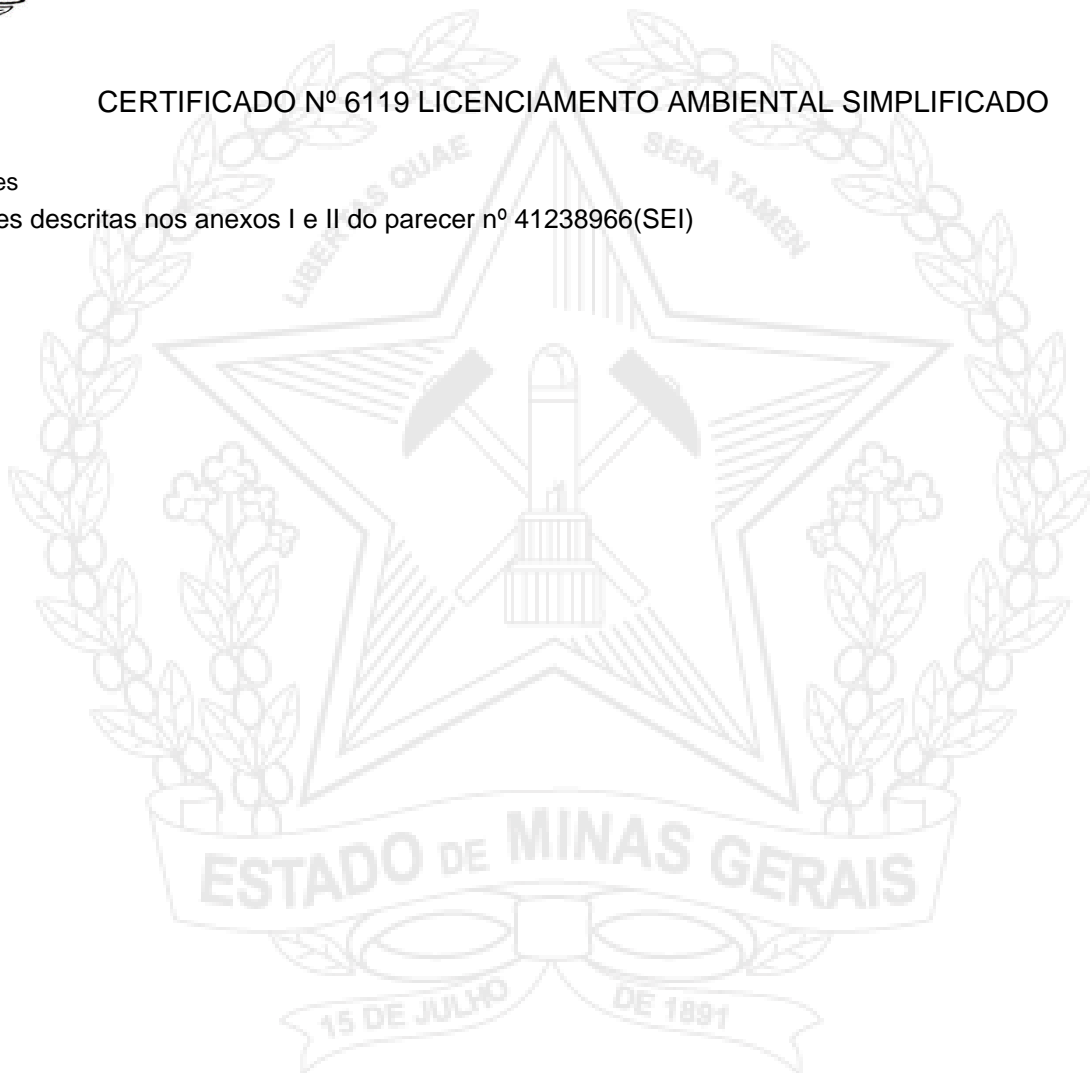 CERTIFICADO Nº 6119 LICENCIAMENTO AMBIENTAL SIMPLIFICADO
LIBERTAS QUAE SERA TAMEN
es
es descritas nos anexos I e II do parecer nº 41238966(SEI)
ESTADO DE MINAS GERAIS
15 DE JULHO DE 1891